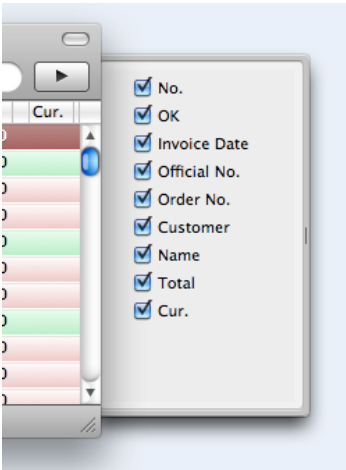 Cur.
No.
OK
Invoice Date
Official No.
Order No.
Customer
Name
Total
Cur.